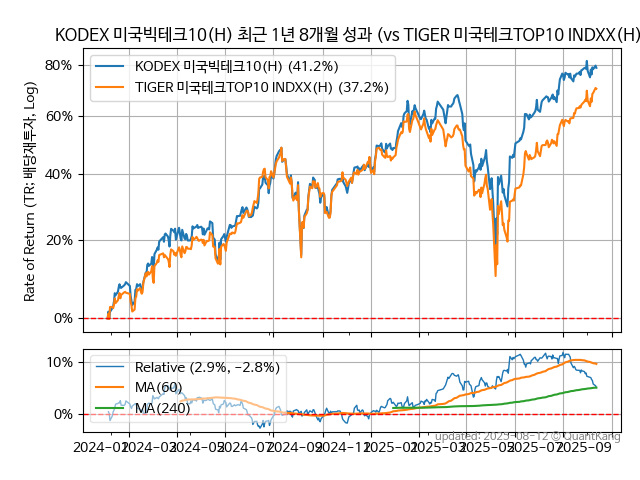 KODEX 미국빅테크10(H) 최근 1년 8개월 성과 (vs TIGER 미국테크TOP10 INDXX(H)
Rate of Return (TR: 배당재투자, Log)
80%
60%
40%
20%
0%
KODEX 미국빅테크10(H) (41.2%)
TIGER 미국테크TOP10 INDXX(H) (37.2%)
10%
0%
Relative (2.9%, -2.8%)
MA(60)
MA(240)
2024-01
2024-03
2024-05
2024-07
2024-09
2024-11
2025-01
2025-03
2025-05
2025-07
2025-09
updated: 2025-08-12 © QuantKang